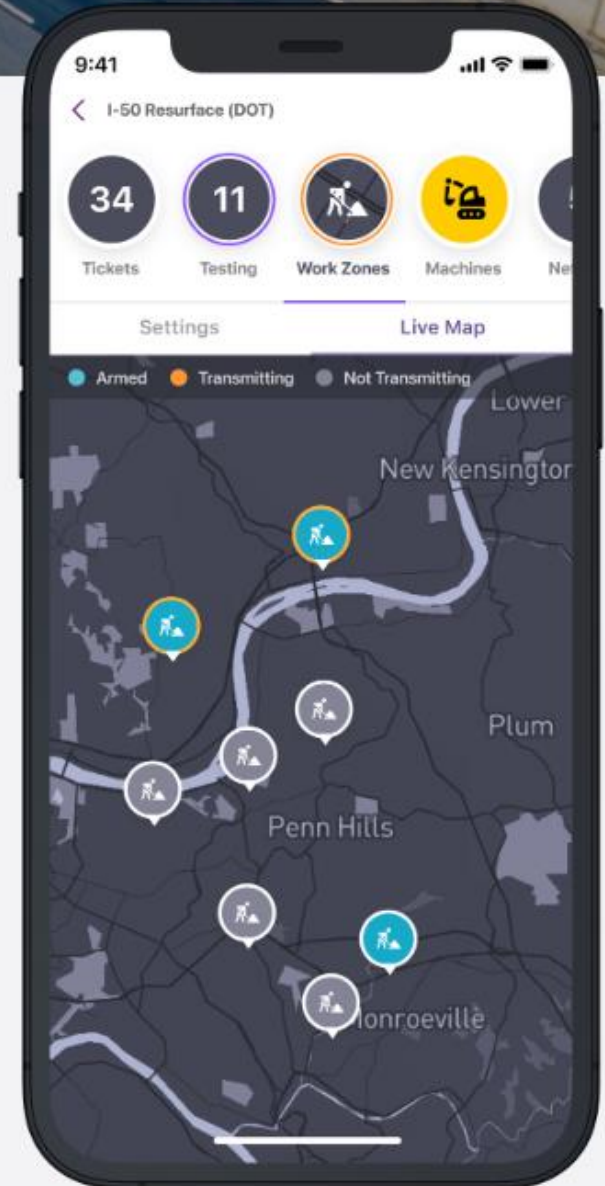 9:41
I-50 Resurface (DOT)
34
11
Tickets
Testing
Work Zones
Machines
Settings
Live Map
Armed
Transmitting
Not Transmitting
Lower
New Kensington
Plum
Penn Hills
Monroeville